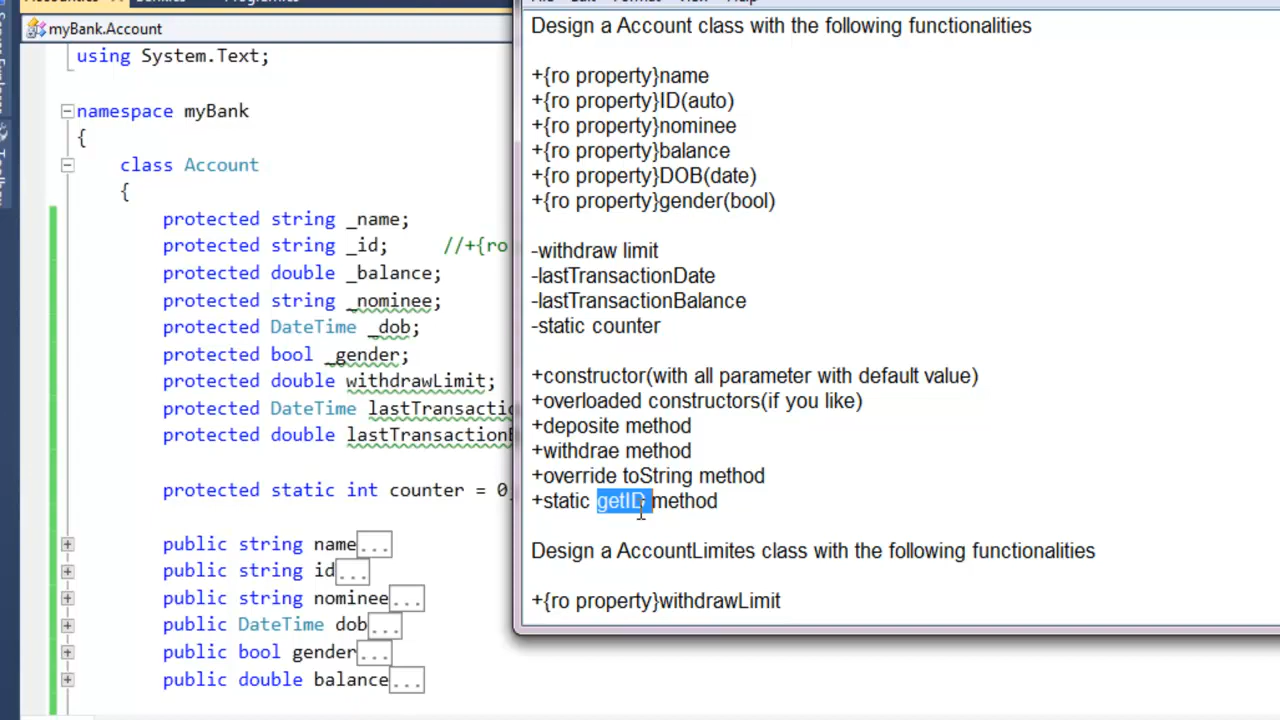 myBank.Account
using System.Text;
namespace myBank
{
class Account
{
protected string _name;
protected string _id; //+{ro
protected double _balance;
protected string _nominee;
protected DateTime _dob;
protected bool _gender;
protected double withdrawLimit;
protected DateTime lastTransactio
protected double lastTransaction
protected static int counter = 0;
public string name...
public string id...
public string nominee...
public DateTime dob...
public bool gender...
public double balance...
Design a Account class with the following functionalities
+{ro property}name
+{ro property}ID(auto)
+{ro property}nominee
+{ro property}balance
+{ro property}DOB(date)
+{ro property}gender(bool)
-withdraw limit
-lastTransactionDate
-lastTransactionBalance
-static counter
+constructor(with all parameter with default value)
+overloaded constructors(if you like)
+deposite method
+withdrae method
+override toString method
+static getID method
Design a AccountLimites class with the following functionalities
+{ro property}withdrawLimit